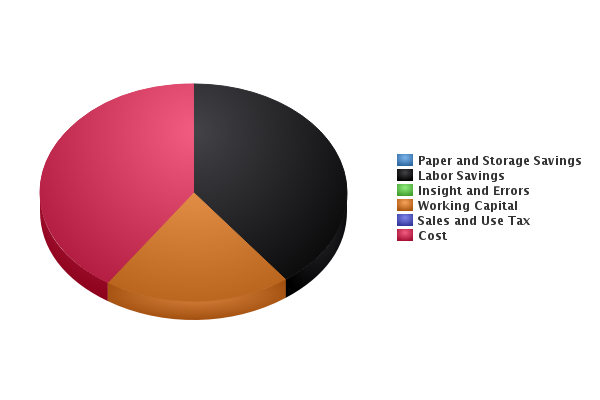 Paper and Storage Savings
Labor Savings
Insight and Errors
Working Capital
Sales and Use Tax
Cost